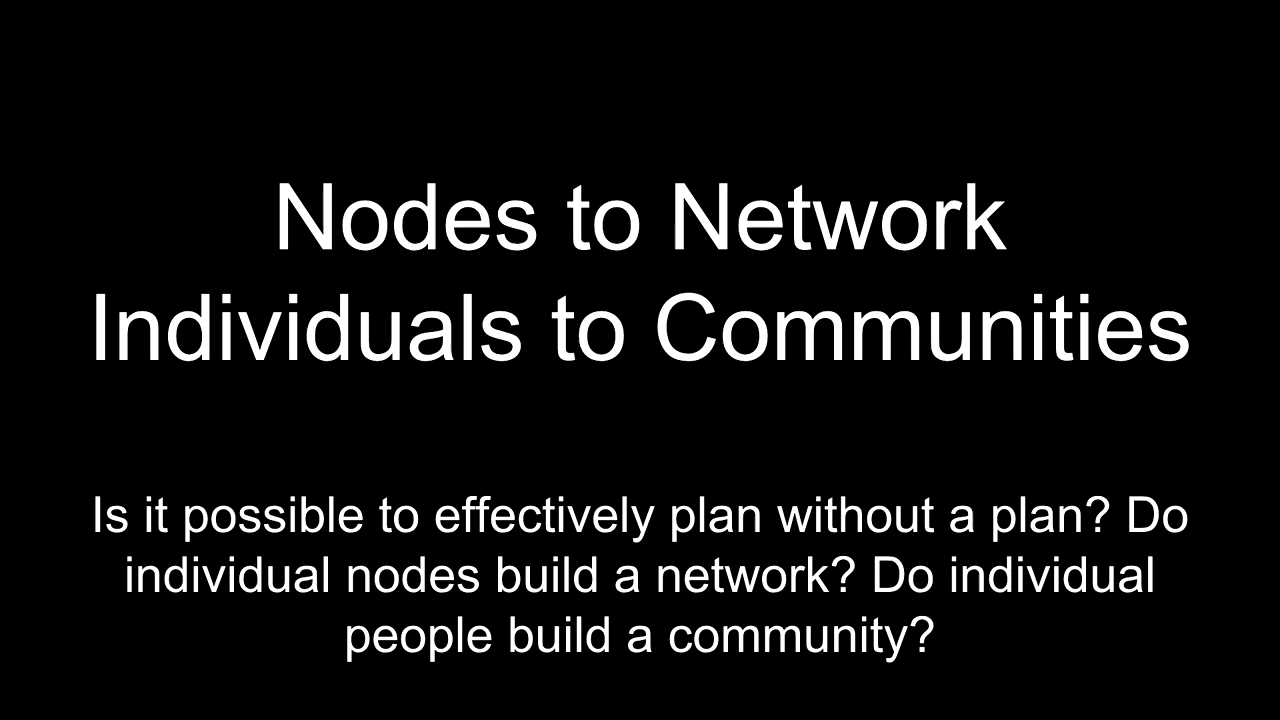 Nodes to Network
Individuals to Communities
Is it possible to effectively plan without a plan? Do
individual nodes build a network? Do individual
people build a community?